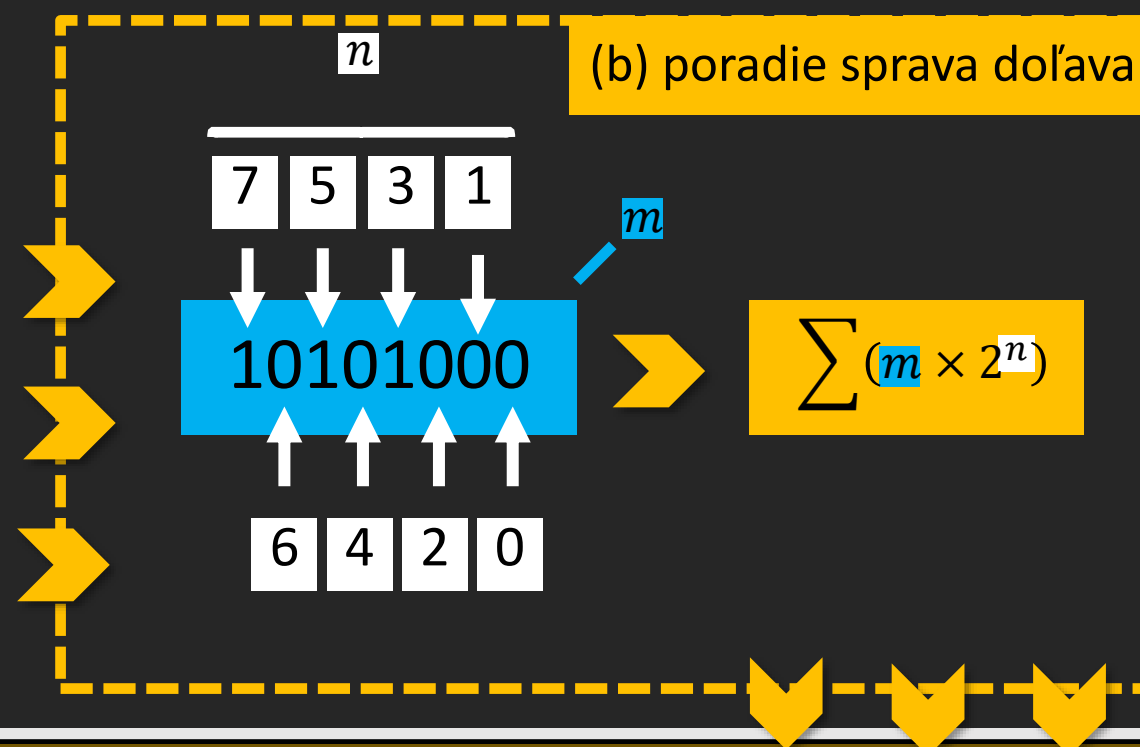 n
(b) poradie sprava doľava
7 5 3 1
m
10101000
∑(m × 2ⁿ)
6 4 2 0